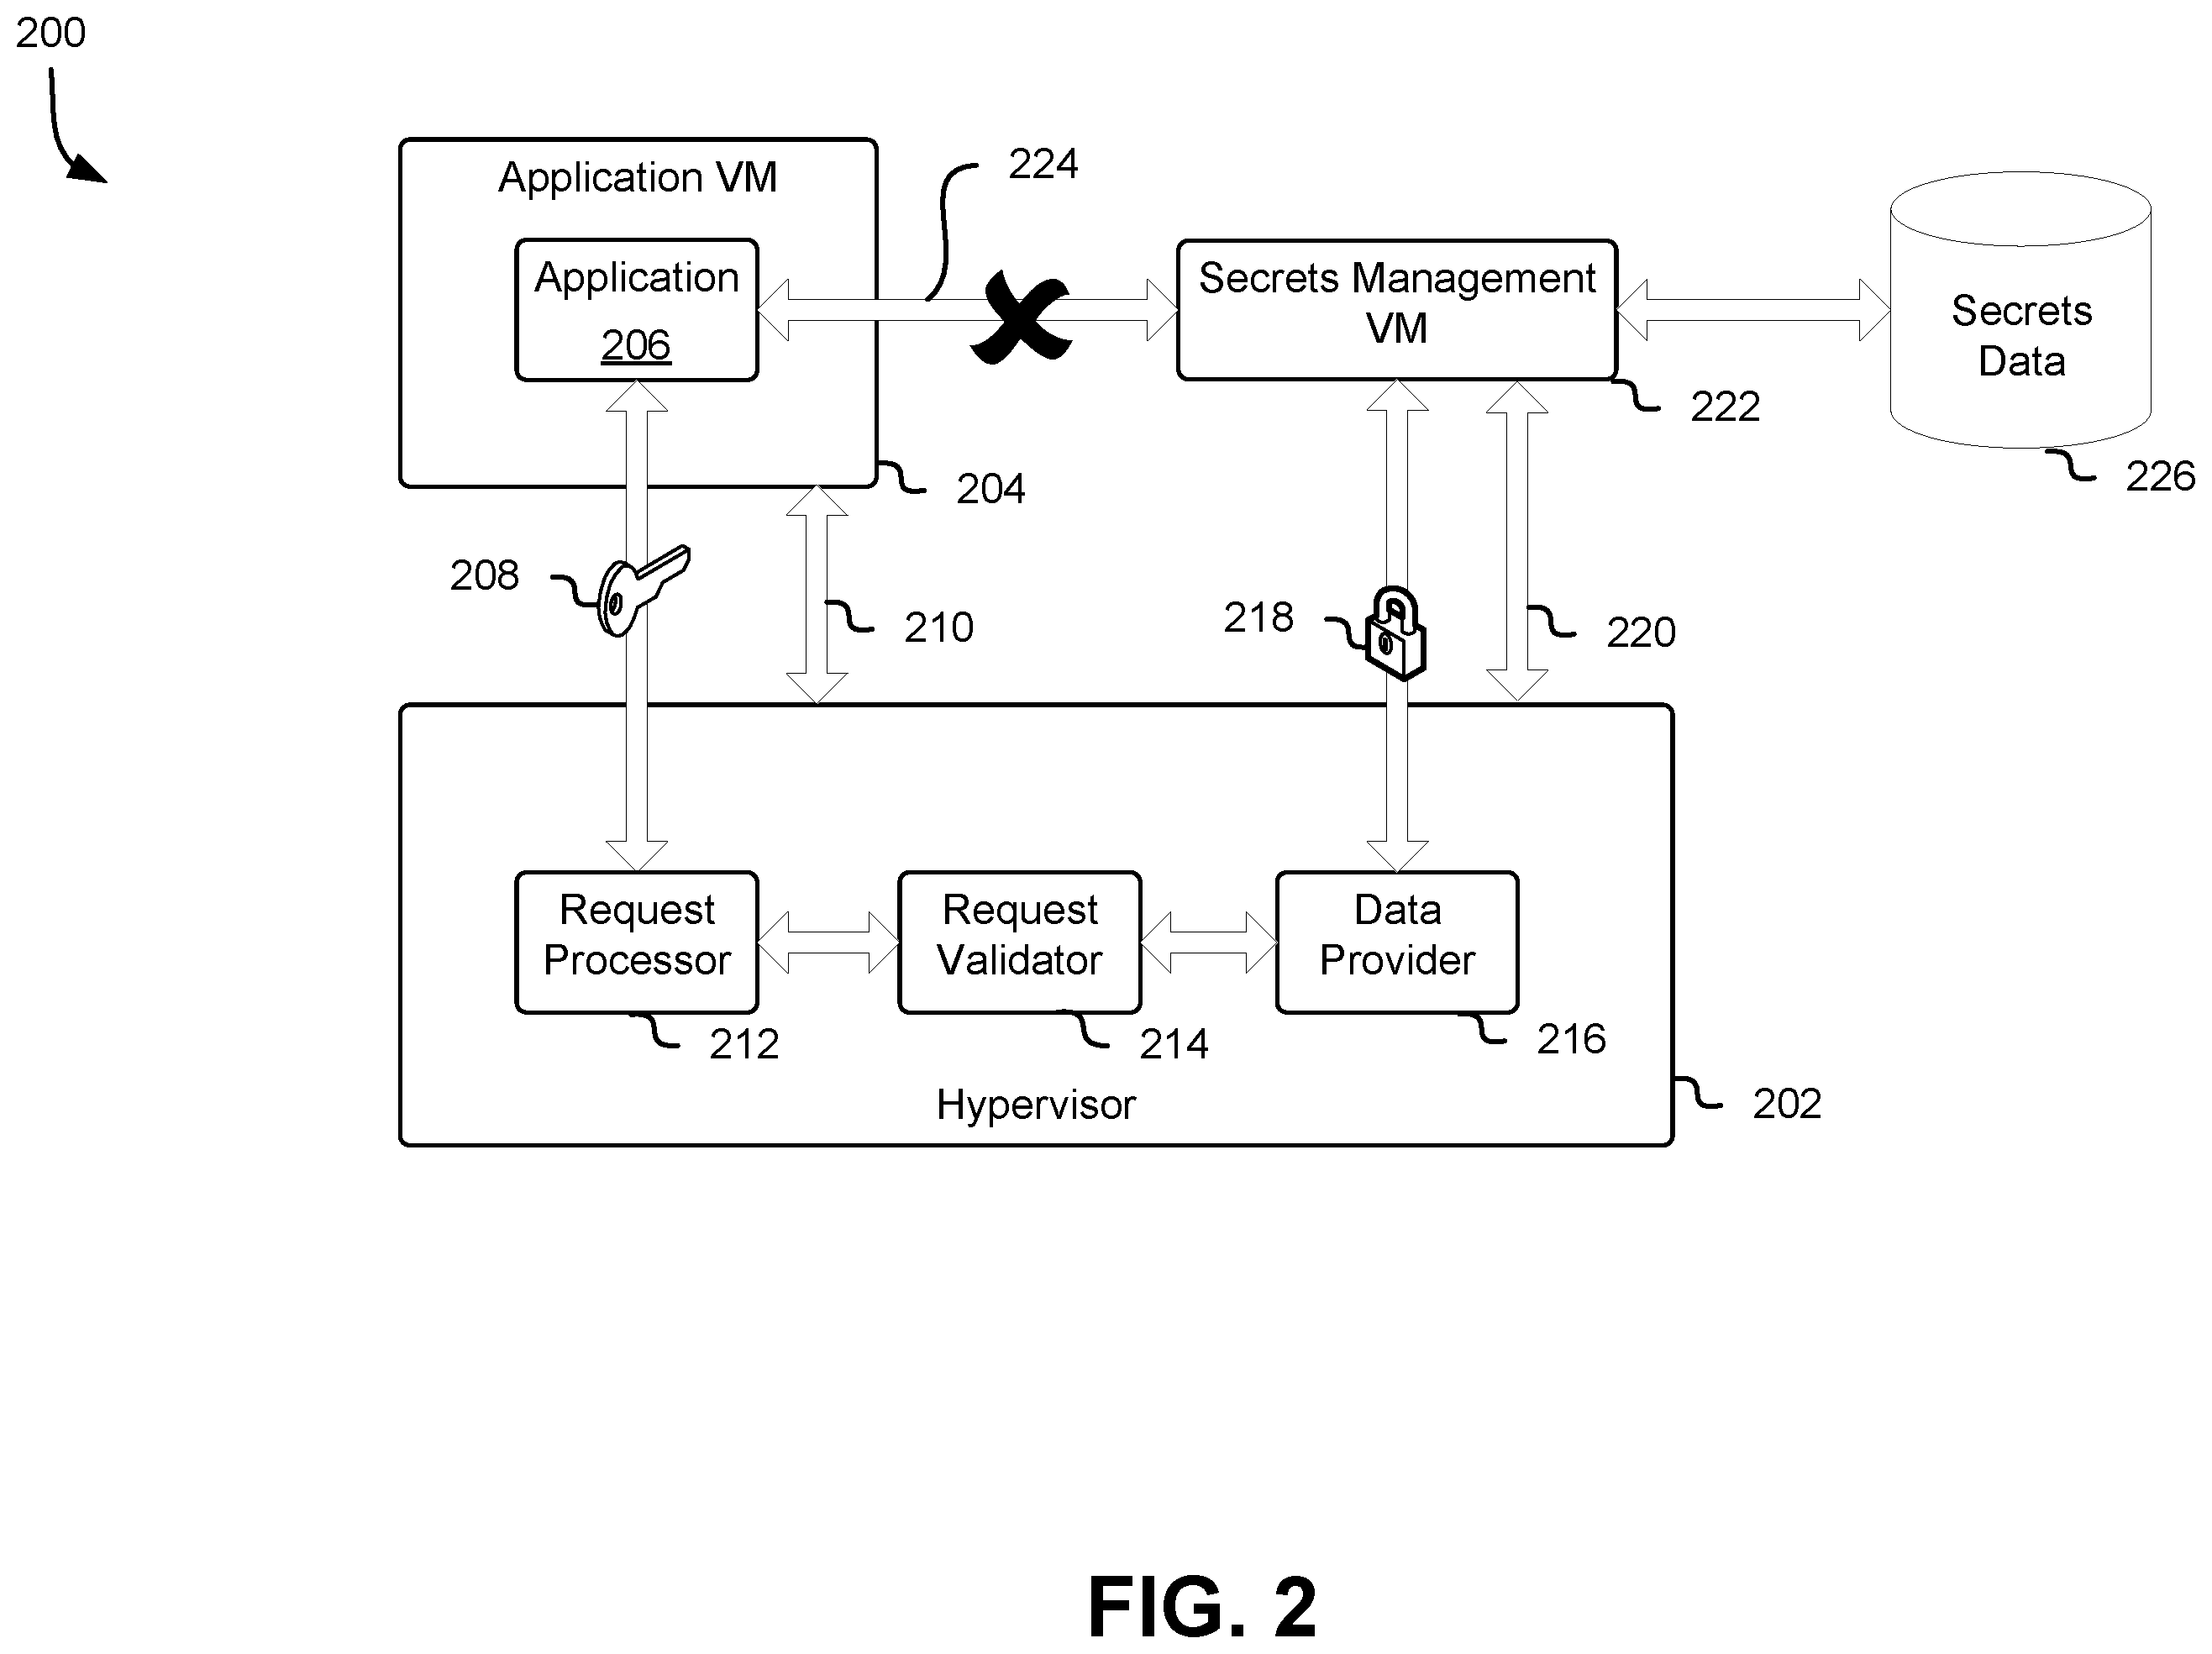 200
Application VM
224
Application
206
Secrets Management
VM
Secrets
Data
222
204
226
208
210
218
220
Request
Processor
Request
Validator
Data
Provider
212
214
216
Hypervisor
202
FIG. 2